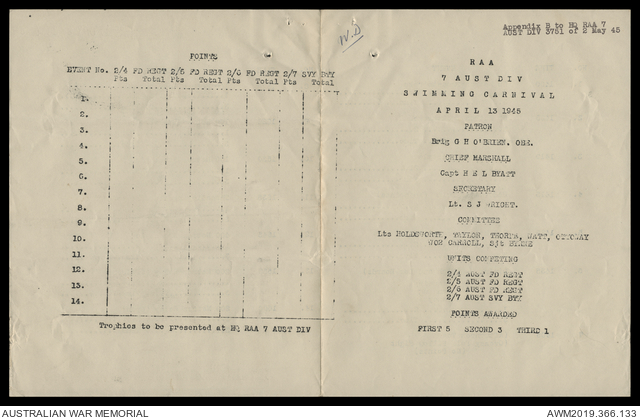 POINTS
EVENT No. 2/4 FD REGT 2/5 FD REGT 2/6 FD REGT 2/7 SVY BTY
Pts Total Pts Total Pts Total Total
1.
2.
3.
4.
5.
6.
7.
8.
9.
10.
11.
12.
13.
14.
Trophies to be presented at HQ RAA 7 AUST DIV
W.D
Appendix B to HQ RAA 7
AUST DIV 3751 of 2 May 45
RAA
7 AUST DIV
SWIMMING CARNIVAL
APRIL 13 1945
PATRON
Brig G H O'BRIEN. OBE.
CHIEF MARSHALL
Capt H E L BYATT
SECRETARY
Lt. S J WRIGHT.
COMMITTEE
Lts HOLDSWORTH, TAYLOR, THORPE, WATT, OTTOWAY
WO2 CARROLL, Sjt BYRNE
UNITS COMPETING
2/4 AUST FD REGT
2/5 AUST FD REGT
2/6 AUST FD REGT
2/7 AUST SVY BTY
POINTS AWARDED
FIRST 5 SECOND 3 THIRD 1
AUSTRALIAN WAR MEMORIAL
AWM2019.366.133